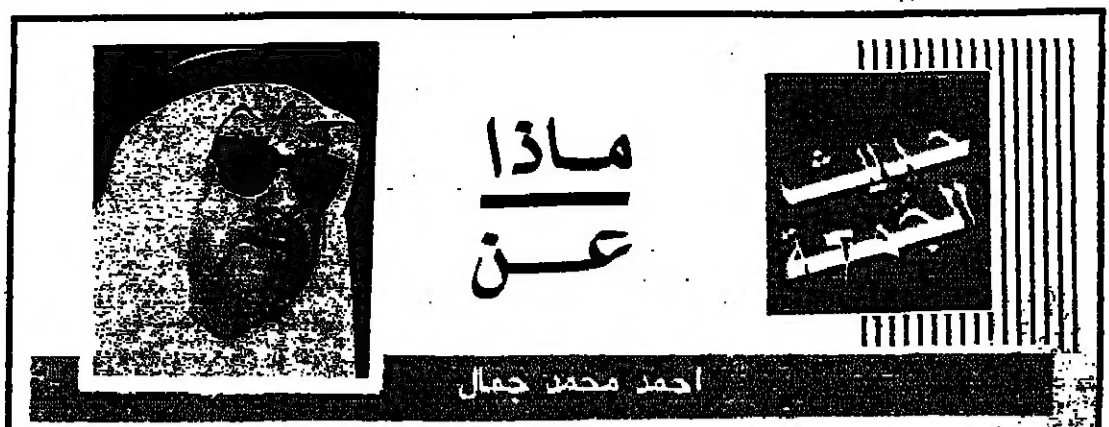 حديث
الجمعة
ماذا
عن
احمد محمد جمال